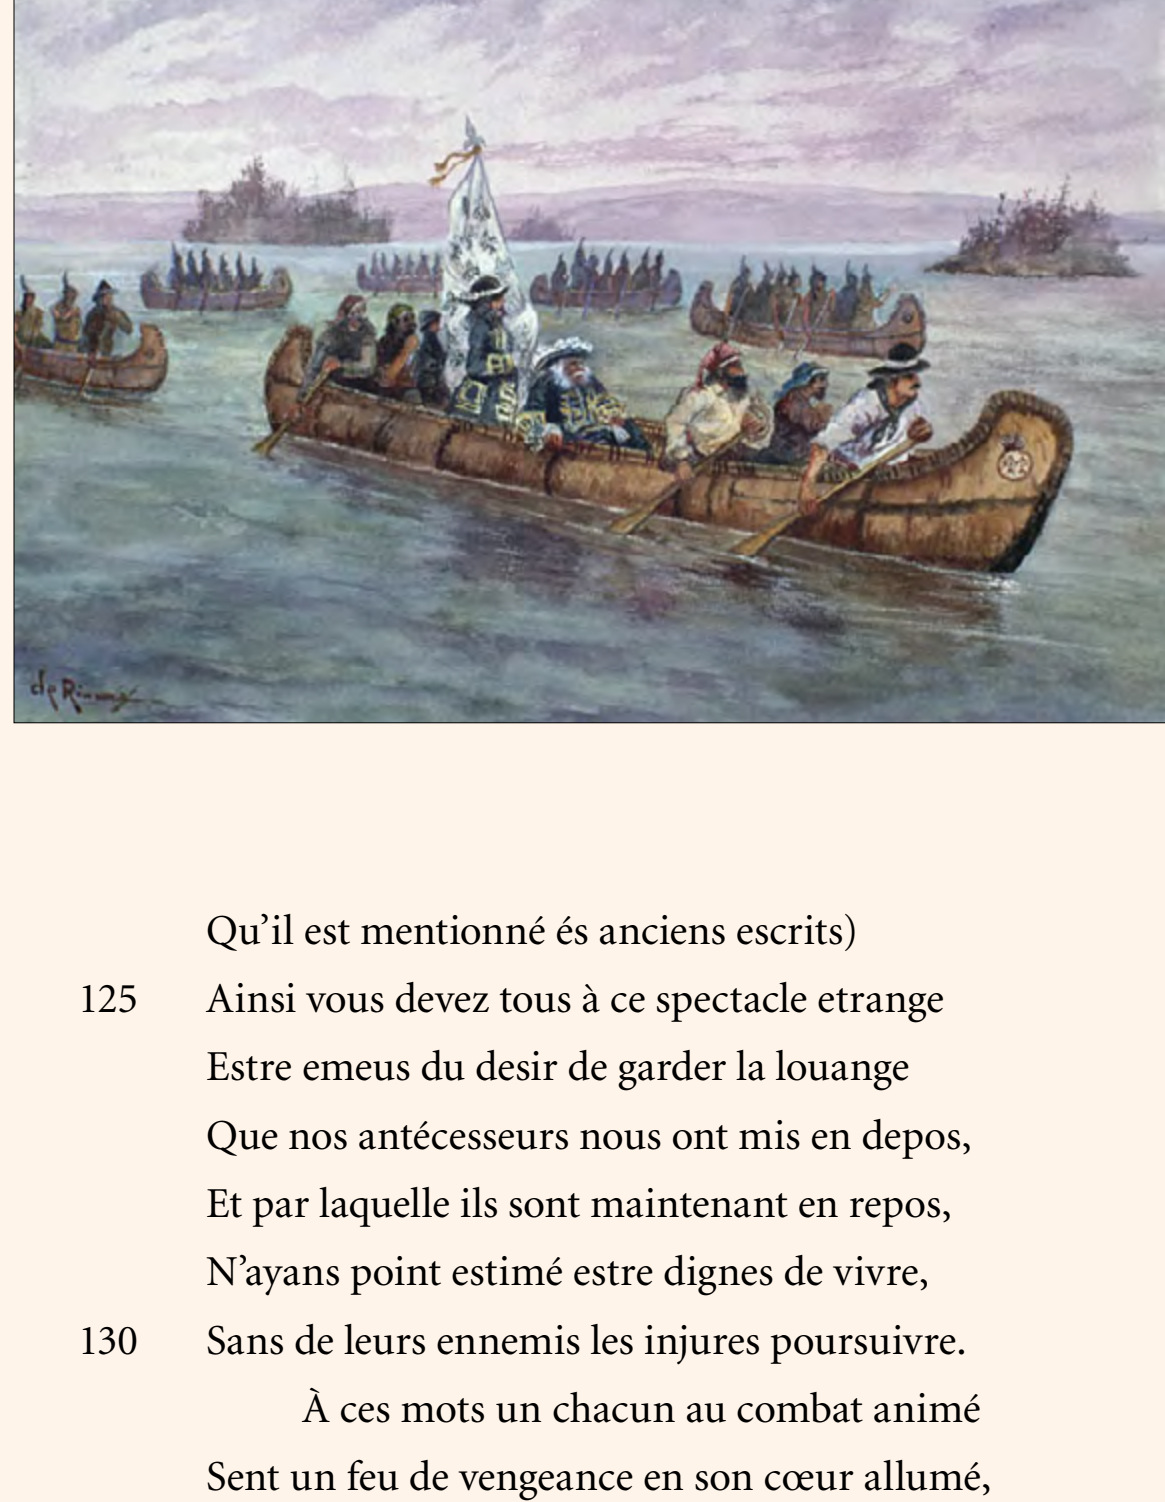 Qu’il est mentionné és anciens escrits)
125 Ainsi vous devez tous à ce spectacle etrange
Estre emeus du desir de garder la louange
Que nos antécesseurs nous ont mis en depos,
Et par laquelle ils sont maintenant en repos,
N’ayans point estimé estre dignes de vivre,
130 Sans de leurs ennemis les injures poursuivre.
À ces mots un chacun au combat animé
Sent un feu de vengeance en son cœur allumé,